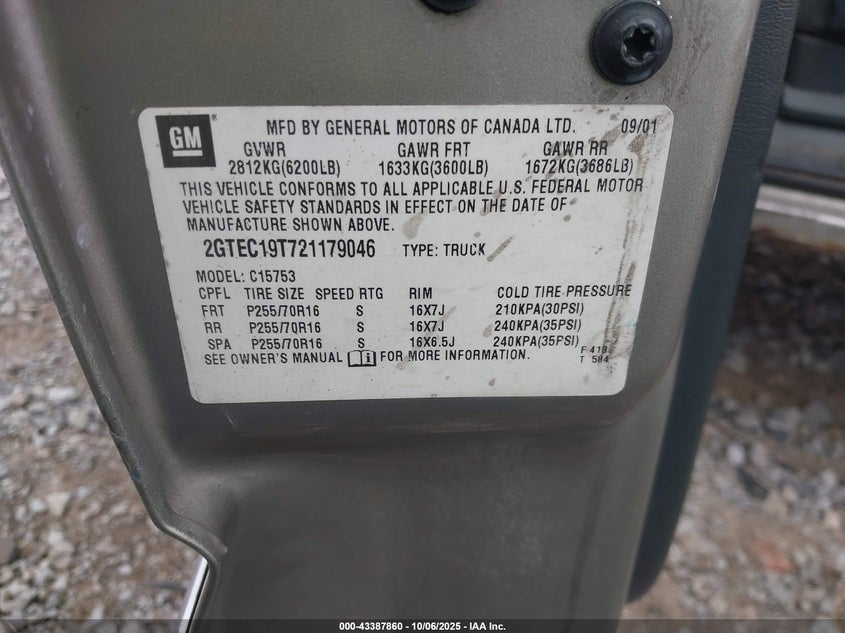 GM
MFD BY GENERAL MOTORS OF CANADA LTD. 09/01
GVWR GAWR FRT GAWR RR
2812KG(6200LB) 1633KG(3600LB) 1672KG(3686LB)
THIS VEHICLE CONFORMS TO ALL APPLICABLE U.S. FEDERAL MOTOR
VEHICLE SAFETY STANDARDS IN EFFECT ON THE DATE OF
MANUFACTURE SHOWN ABOVE.
2GTEC19T721179046 TYPE: TRUCK
MODEL: C15753
CPFL TIRE SIZE SPEED RTG RIM COLD TIRE PRESSURE
FRT P255/70R16 S 16X7J 210KPA(30PSI)
RR P255/70R16 S 16X7J 240KPA(35PSI)
SPA P255/70R16 S 16X6.5J 240KPA(35PSI)
SEE OWNER'S MANUAL FOR MORE INFORMATION.
F
T 584
000-43387860 - 10/06/2025 - IAA Inc.